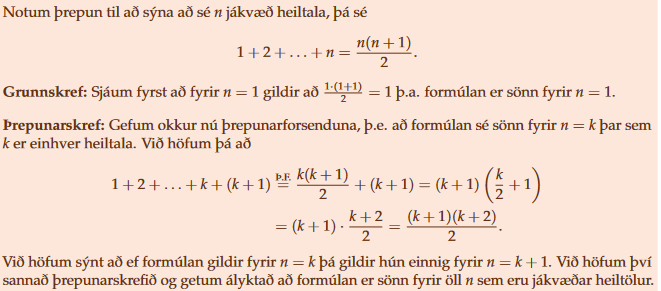 Notum þrepun til að sýna að sé n jákvæð heiltala, þá sé
1 + 2 + … + n = n(n + 1)/2.
Grunnskref: Sjáum fyrst að fyrir n = 1 gildir að 1·(1+1)/2 = 1 þ.a. formúlan er sönn fyrir n = 1.
Þrepunarskref: Gefum okkur nú þrepunarforsenduna, þ.e. að formúlan sé sönn fyrir n = k þar sem
k er einhver heiltala. Við höfum þá að
1 + 2 + … + k + (k + 1) Þ.F. = k(k + 1)/2 + (k + 1) = (k + 1) (k/2 + 1)
= (k + 1) · k + 2/2 = (k + 1)(k + 2)/2.
Við höfum sýnt að ef formúlan gildir fyrir n = k þá gildir hún einnig fyrir n = k + 1. Við höfum því
sannað þrepunarskrefið og getum ályktað að formúlan er sönn fyrir öll n sem eru jákvæðar heiltölur.